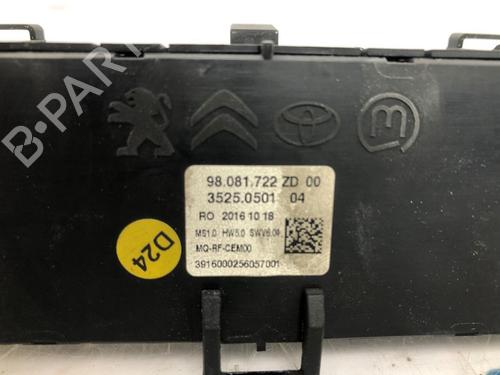 98.081.722 ZD 00
3525.0501 04
RO 2016 10 18
MS1.0 HW5.0 SWV6.00
MQ-RF-CEM00
3916000256057001
D24
B-PARTS